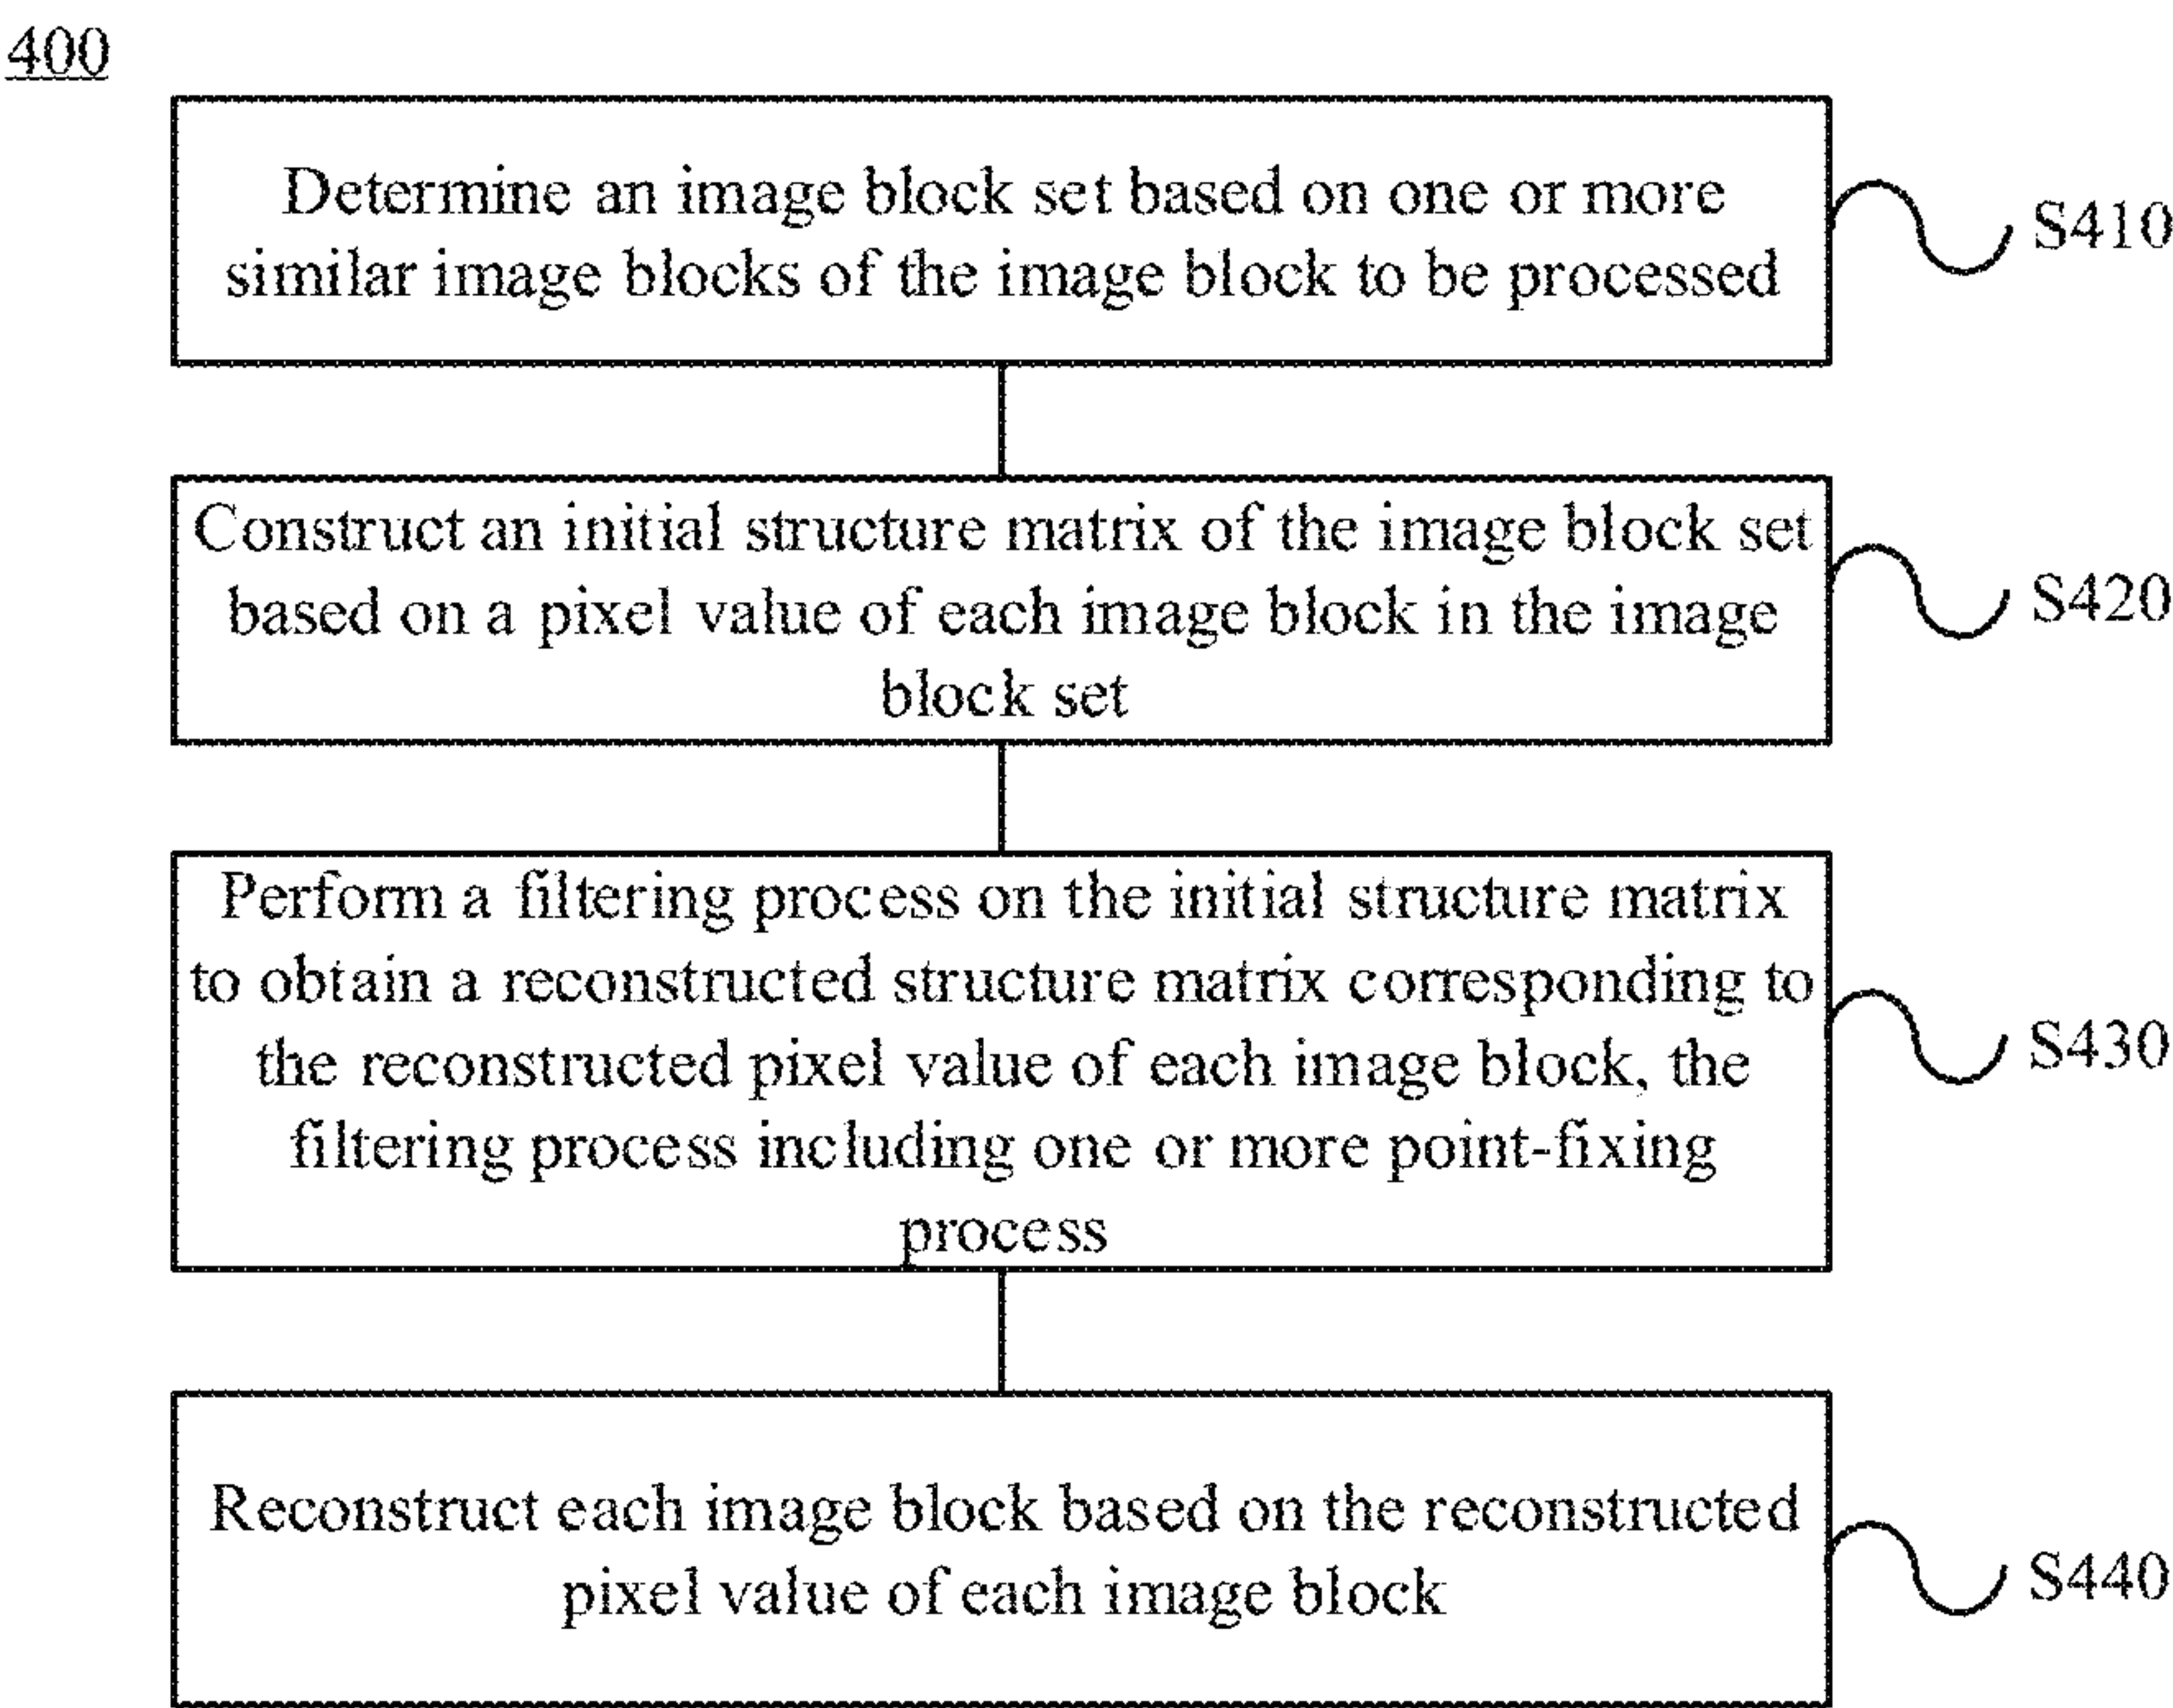 400
Determine an image block set based on one or more
similar image blocks of the image block to be processed
S410
Construct an initial structure matrix of the image block set
based on a pixel value of each image block in the image
block set
S420
Perform a filtering process on the initial structure matrix
to obtain a reconstructed structure matrix corresponding to
the reconstructed pixel value of each image block, the
filtering process including one or more point-fixing
process
S430
Reconstruct each image block based on the reconstructed
pixel value of each image block
S440